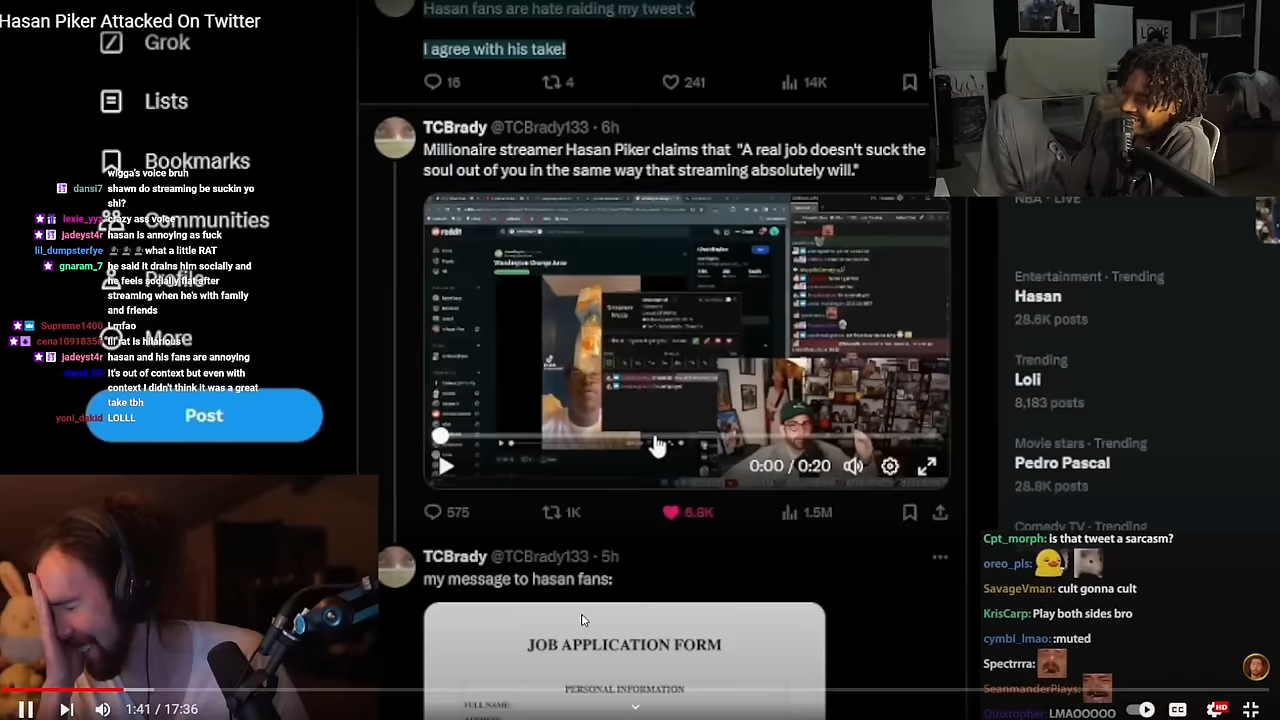 Hasan Piker Attacked On Twitter
Grok
Lists
Bookmarks
Communities
More
Post
wigga's voice bruh
dansi7 shawn do streaming be suckin yo
shi?
lexie_yyz crazy ass voice
jadeyst4r hasan is annoying as fuck
lil_dumpsterfye what a little RAT
gnaram_7 he said it drains him socially and
he feels socially
after
streaming when he's with family
and friends
Supreme1400 Lmfao
jadeyst4r hasan and his fans are annoying
It's out of context but even with
context I didn't think it was a great
take tbh
yoni_dakid LOLLL
Hasan fans are hate raiding my tweet :(
I agree with his take!
16 4 241 14K
TCBrady @TCBrady133 · 6h
Millionaire streamer Hasan Piker claims that "A real job doesn't suck the
soul out of you in the same way that streaming absolutely will."
reddit
0:00 / 0:20
575 1K 6.8K 1.5M
TCBrady @TCBrady133 · 5h
my message to hasan fans:
JOB APPLICATION FORM
PERSONAL INFORMATION
FULL NAME:
LOVE
NBA · LIVE
Entertainment · Trending
Hasan
28.6K posts
Trending
Loli
8,183 posts
Movie stars · Trending
Pedro Pascal
28.8K posts
Comedy TV · Trending
Cpt_morph: is that tweet a sarcasm?
oreo_pls:
SavageVman: cult gonna cult
KrisCarp: Play both sides bro
cymbl_lmao: :muted
Spectrrra:
SeanmanderPlays:
Quixtopher: LMAOOOOO
1:41 / 17:36
CC
HD